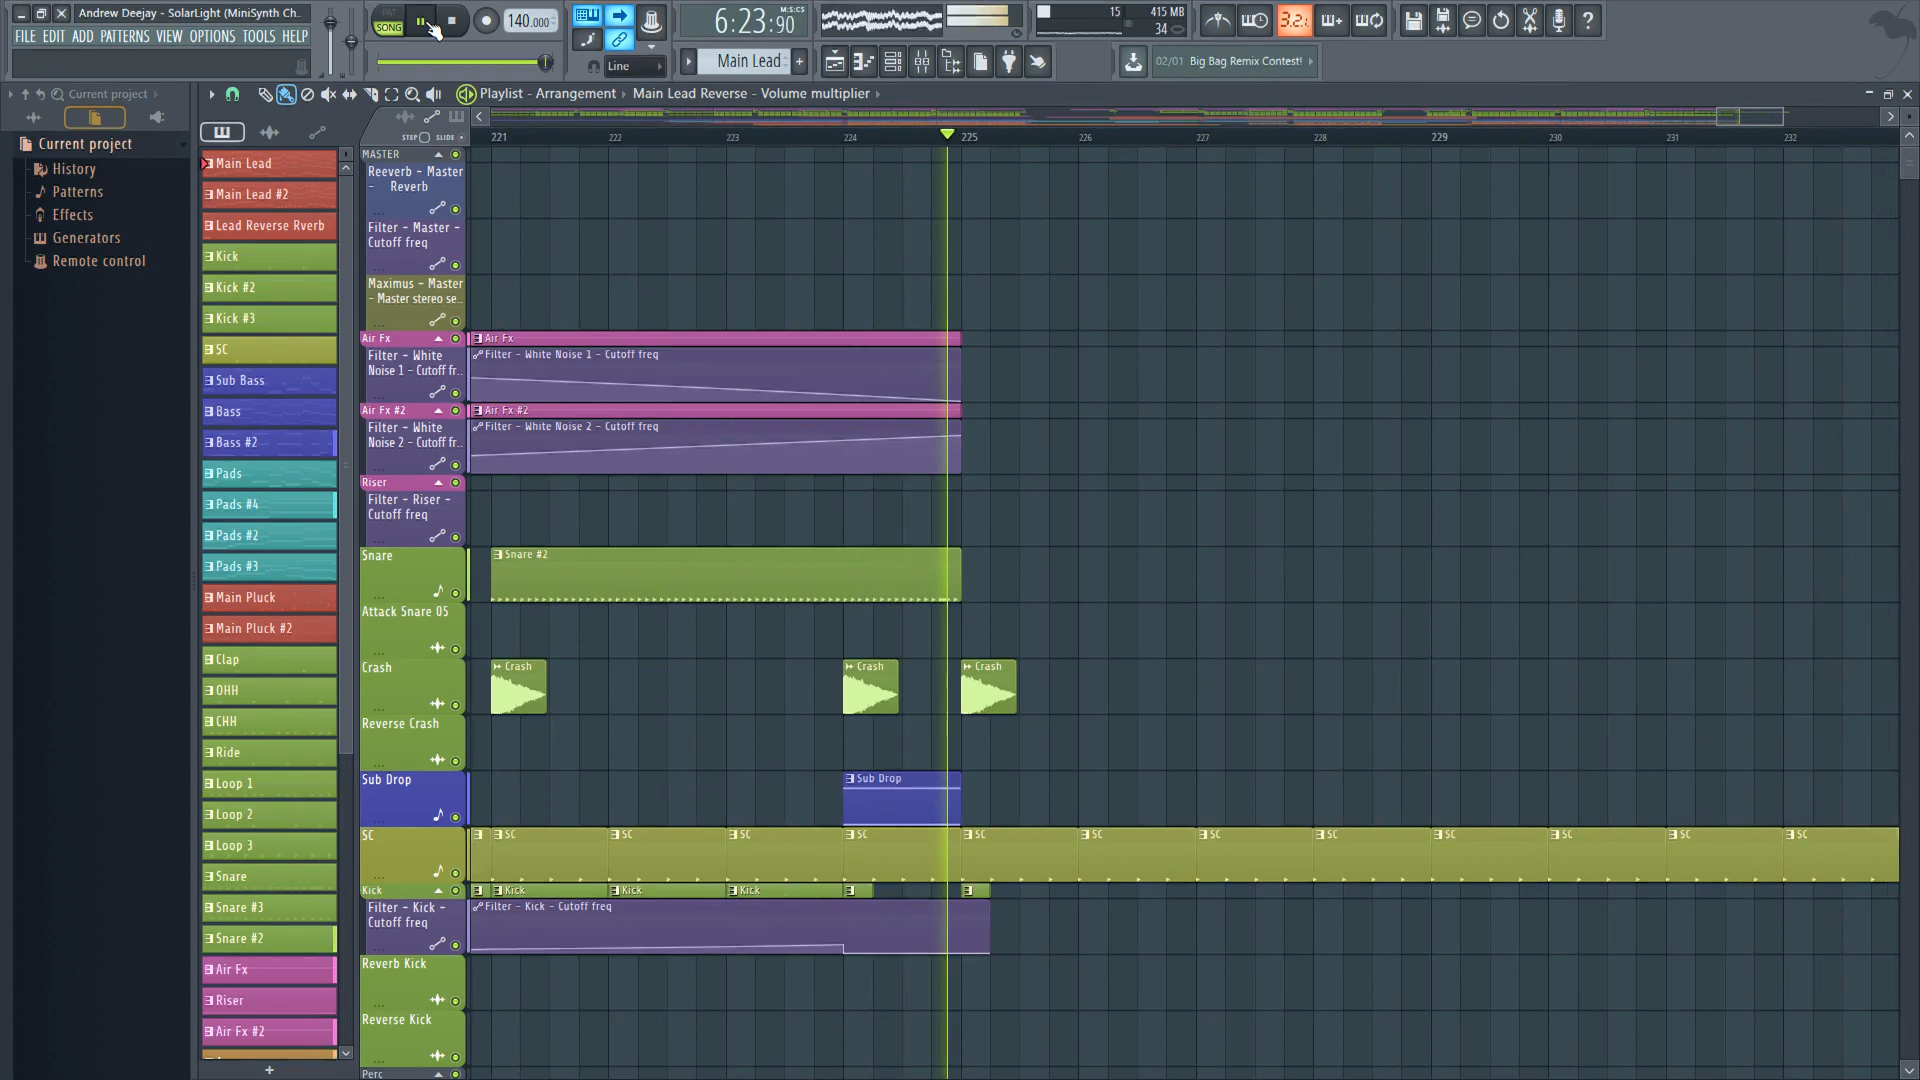 Andrew Deejay - SolarLight (MiniSynth Ch..
FILE EDIT ADD PATTERNS VIEW OPTIONS TOOLS HELP
PAT
SONG
140.000
Line
6:23:90
M:S:CS
Main Lead
15
415 MB
34
3.2.
02/01 Big Bag Remix Contest!
Current project
Playlist - Arrangement
Main Lead Reverse - Volume multiplier
STEP
SLIDE
221
222
223
224
225
226
227
228
229
230
231
232
Current project
History
Patterns
Effects
Generators
Remote control
Main Lead
Main Lead #2
Lead Reverse Rverb
Kick
Kick #2
Kick #3
SC
Sub Bass
Bass
Bass #2
Pads
Pads #4
Pads #2
Pads #3
Main Pluck
Main Pluck #2
Clap
OHH
CHH
Ride
Loop 1
Loop 2
Loop 3
Snare
Snare #3
Snare #2
Air Fx
Riser
Air Fx #2
MASTER
Reeverb - Master
- Reverb
Filter - Master -
Cutoff freq
Maximus - Master
- Master stereo se..
Air Fx
Filter - White
Noise 1 - Cutoff fr..
Air Fx #2
Filter - White
Noise 2 - Cutoff fr..
Riser
Filter - Riser -
Cutoff freq
Snare
Attack Snare 05
Crash
Reverse Crash
Sub Drop
SC
Kick
Filter - Kick -
Cutoff freq
Reverb Kick
Reverse Kick
Perc
Air Fx
Filter - White Noise 1 - Cutoff freq
Air Fx #2
Filter - White Noise 2 - Cutoff freq
Snare #2
Crash
Crash
Crash
Sub Drop
SC
SC
SC
SC
SC
SC
SC
SC
SC
SC
SC
SC
Kick
Kick
Kick
Filter - Kick - Cutoff freq